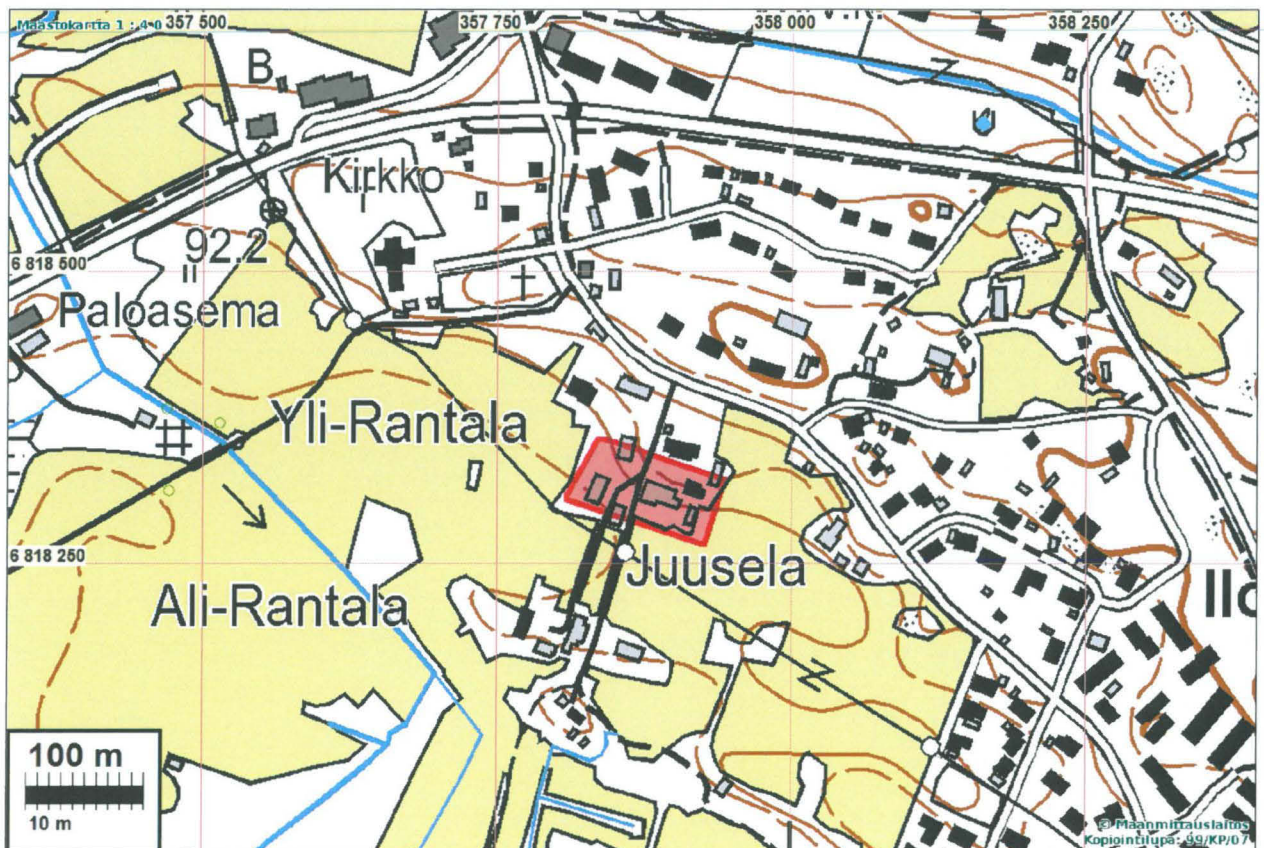 Maastokartta 1 : 4 0
357 500
357 750
358 000
358 250
B
Kirkko
92.2
6 818 500
Paloasema
Yli-Rantala
6 818 250
Juusela
Ali-Rantala
Ilo
100 m
10 m
© Maanmittauslaitos
Kopiointilupa: 99/KP/07